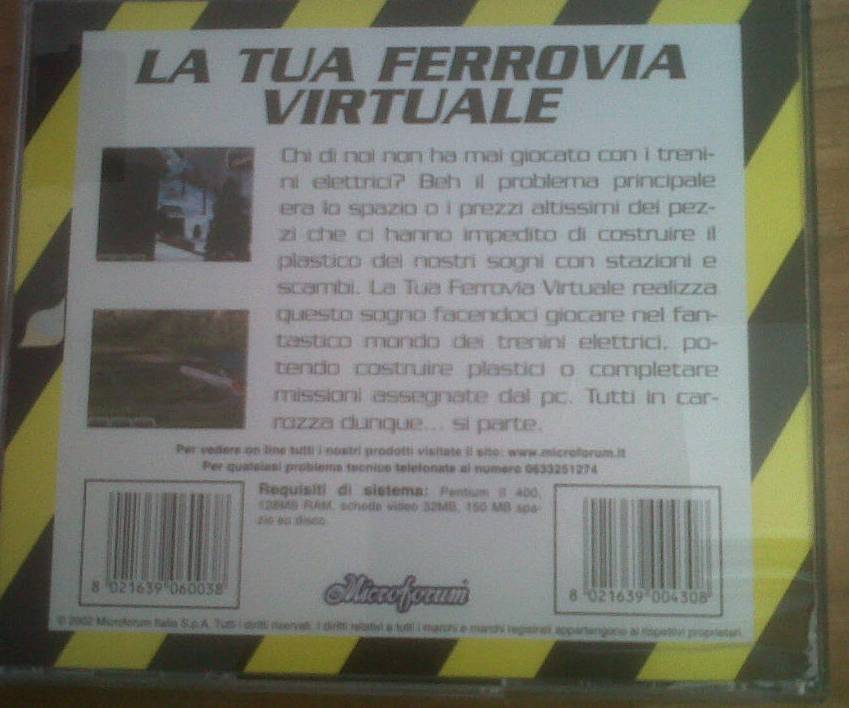 LA TUA FERROVIA
VIRTUALE
Chi di noi non ha mai giocato con i treni-
ni elettrici? Beh il problema principale
era lo spazio o i prezzi altissimi dei pez-
zi che ci hanno impedito di costruire il
plastico dei nostri sogni con stazioni e
scambi. La Tua Ferrovia Virtuale realizza
questo sogno facendoci giocare nel fan-
tastico mondo dei trenini elettrici, po-
tendo costruire plastici o completare
missioni assegnate dal pc. Tutti in car-
rozza dunque... si parte.
Per vedere on line tutti i nostri prodotti visitate il sito: www.microforum.it
Per qualsiasi problema tecnico telefonate al numero 0633251274
Requisiti di sistema: Pentium II 400,
128MB RAM, scheda video 32MB, 150 MB spa-
zio su disco.
8 021639 060038
Microforum
8 021639 004308
© 2002 Microforum Italia S.p.A. Tutti i diritti riservati. I diritti relativi a tutti i marchi e marchi registrati appartengono ai rispettivi proprietari.